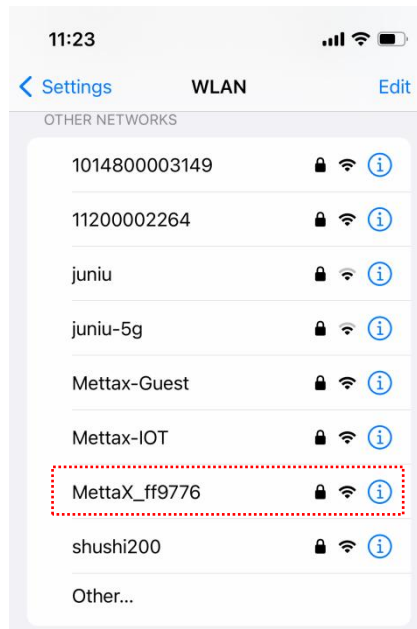 11:23
Settings WLAN Edit
OTHER NETWORKS
1014800003149
11200002264
juniu
juniu-5g
Mettax-Guest
Mettax-IOT
MettaX_ff9776
shushi200
Other...